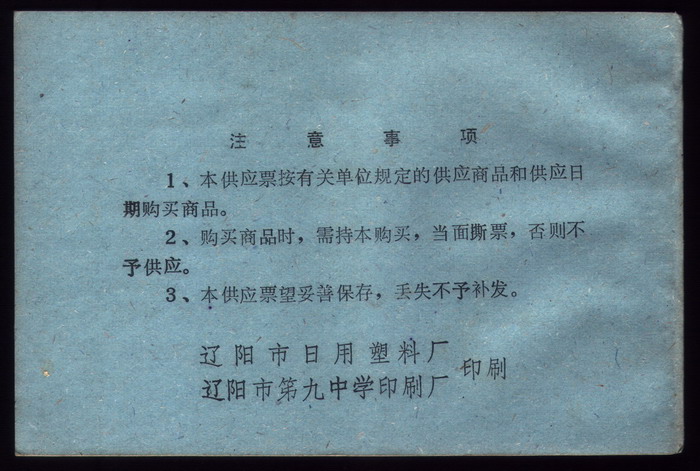 注意事项
1、本供应票按有关单位规定的供应商品和供应日
期购买商品。
2、购买商品时，需持本购买，当面撕票，否则不
予供应。
3、本供应票望妥善保存，丢失不予补发。
辽阳市日用塑料厂
辽阳市第九中学印刷厂 印刷